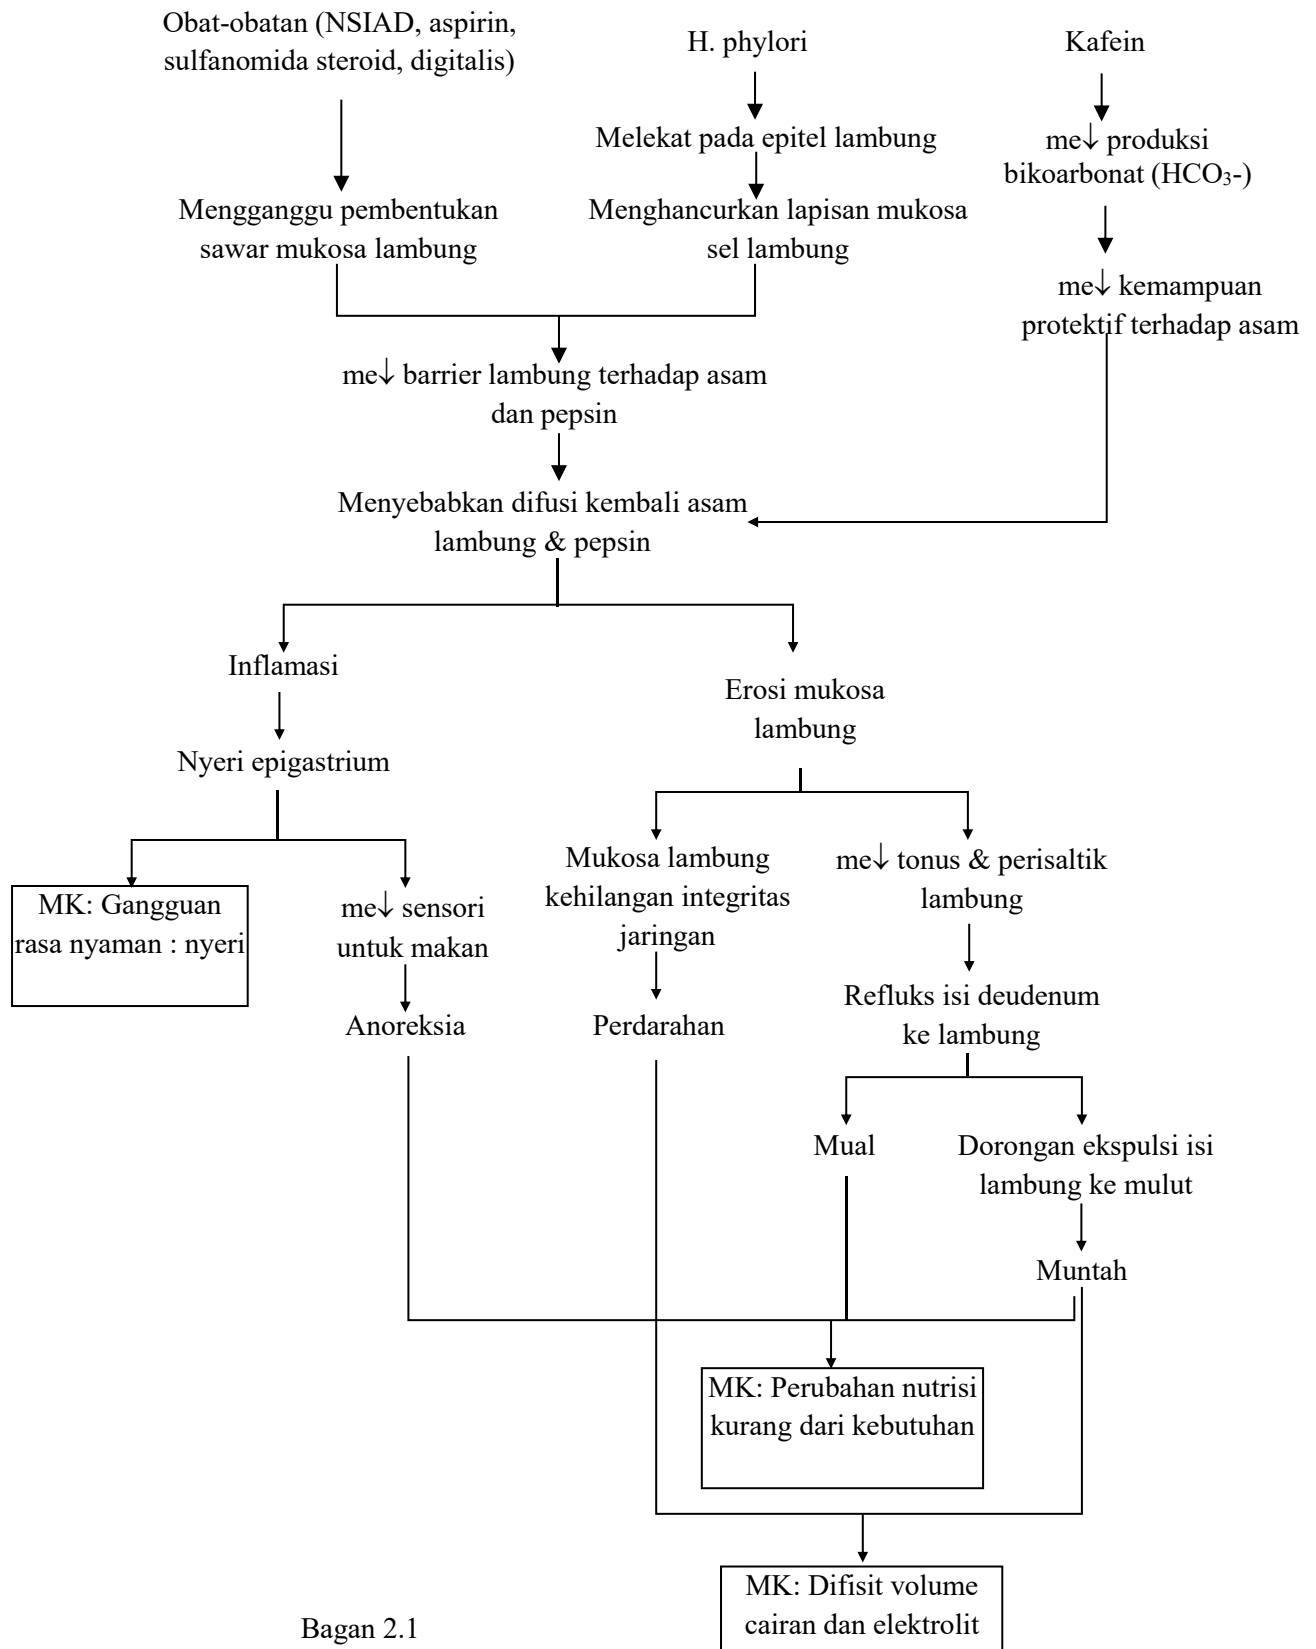 Obat-obatan (NSIAD, aspirin,
sulfanomida steroid, digitalis)
H. phylori
Kafein
Melekat pada epitel lambung
me↓ produksi
bikoarbonat (HCO₃-)
Mengganggu pembentukan
sawar mukosa lambung
Menghancurkan lapisan mukosa
sel lambung
me↓ kemampuan
protektif terhadap asam
me↓ barrier lambung terhadap asam
dan pepsin
Menyebabkan difusi kembali asam
lambung & pepsin
Inflamasi
Erosi mukosa
lambung
Nyeri epigastrium
MK: Gangguan
rasa nyaman : nyeri
me↓ sensori
untuk makan
Mukosa lambung
kehilangan integritas
jaringan
me↓ tonus & perisaltik
lambung
Anoreksia
Perdarahan
Refluks isi deudenum
ke lambung
Mual
Dorongan ekspulsi isi
lambung ke mulut
Muntah
MK: Perubahan nutrisi
kurang dari kebutuhan
MK: Difisit volume
cairan dan elektrolit
Bagan 2.1